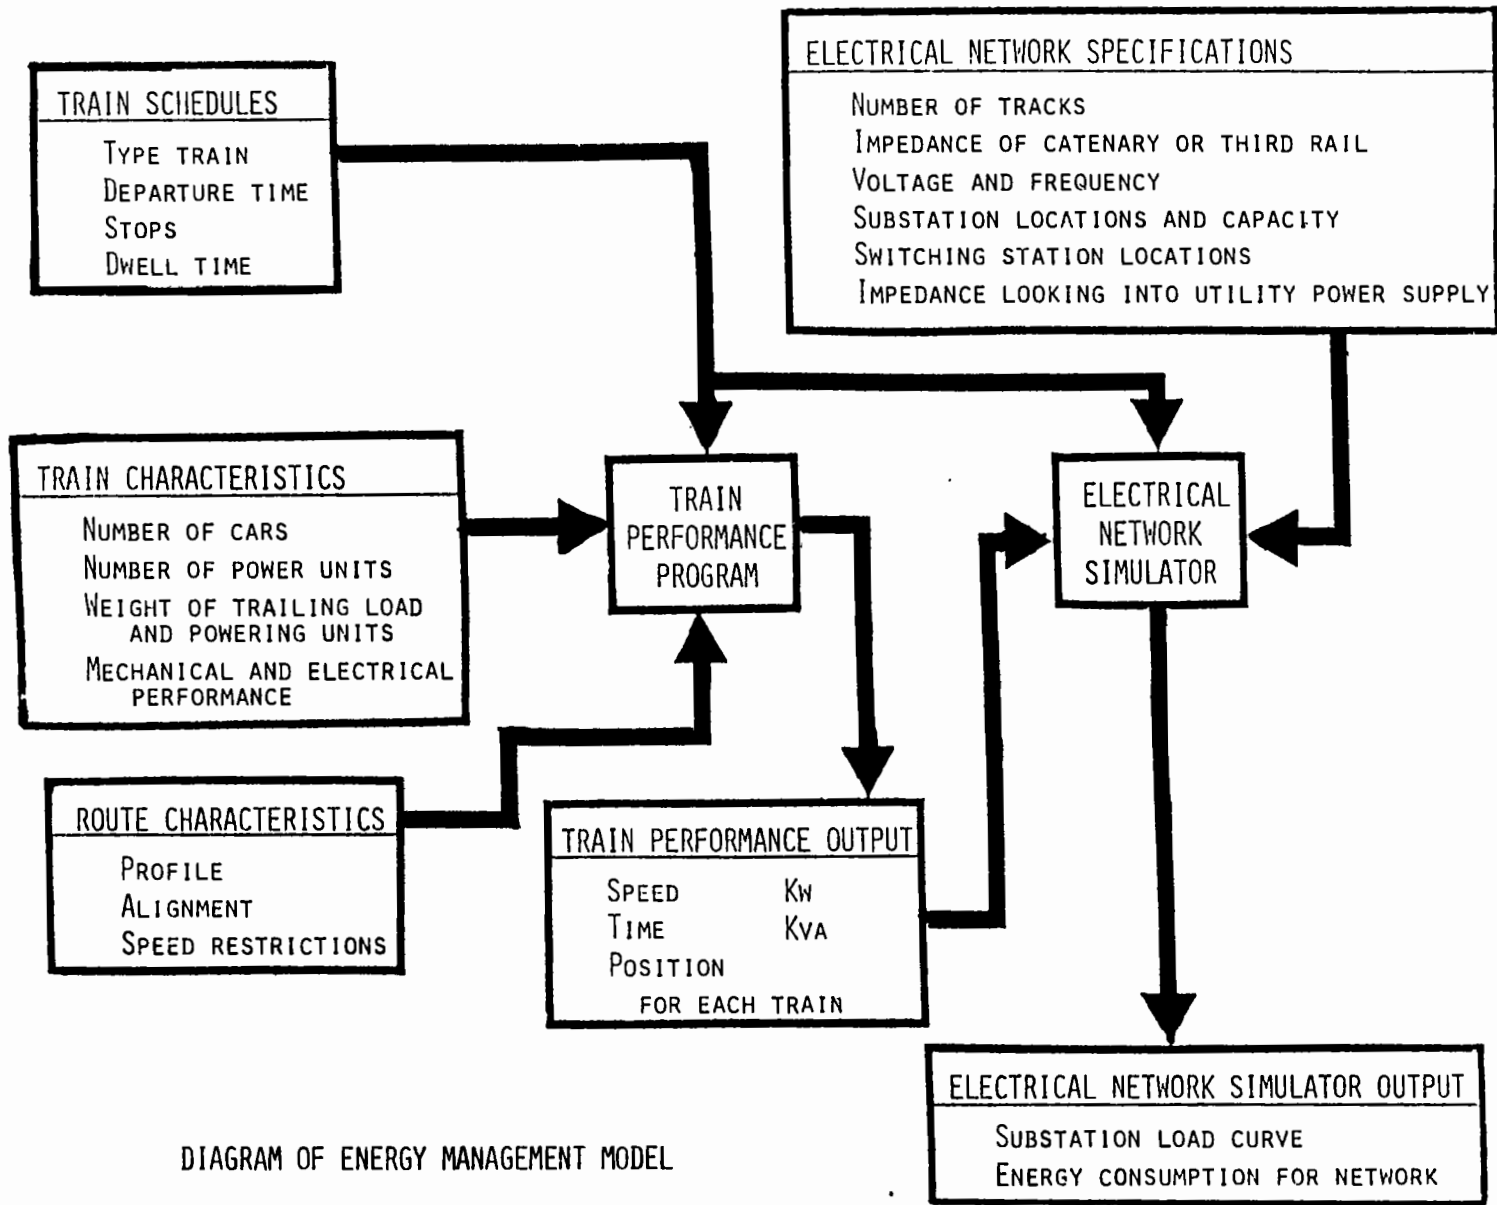 TRAIN SCHEDULES
TYPE TRAIN
DEPARTURE TIME
STOPS
DWELL TIME
ELECTRICAL NETWORK SPECIFICATIONS
NUMBER OF TRACKS
IMPEDANCE OF CATENARY OR THIRD RAIL
VOLTAGE AND FREQUENCY
SUBSTATION LOCATIONS AND CAPACITY
SWITCHING STATION LOCATIONS
IMPEDANCE LOOKING INTO UTILITY POWER SUPPLY
TRAIN CHARACTERISTICS
NUMBER OF CARS
NUMBER OF POWER UNITS
WEIGHT OF TRAILING LOAD
AND POWERING UNITS
MECHANICAL AND ELECTRICAL
PERFORMANCE
TRAIN
PERFORMANCE
PROGRAM
ELECTRICAL
NETWORK
SIMULATOR
ROUTE CHARACTERISTICS
PROFILE
ALIGNMENT
SPEED RESTRICTIONS
TRAIN PERFORMANCE OUTPUT
SPEED KW
TIME KVA
POSITION
FOR EACH TRAIN
ELECTRICAL NETWORK SIMULATOR OUTPUT
SUBSTATION LOAD CURVE
ENERGY CONSUMPTION FOR NETWORK
DIAGRAM OF ENERGY MANAGEMENT MODEL